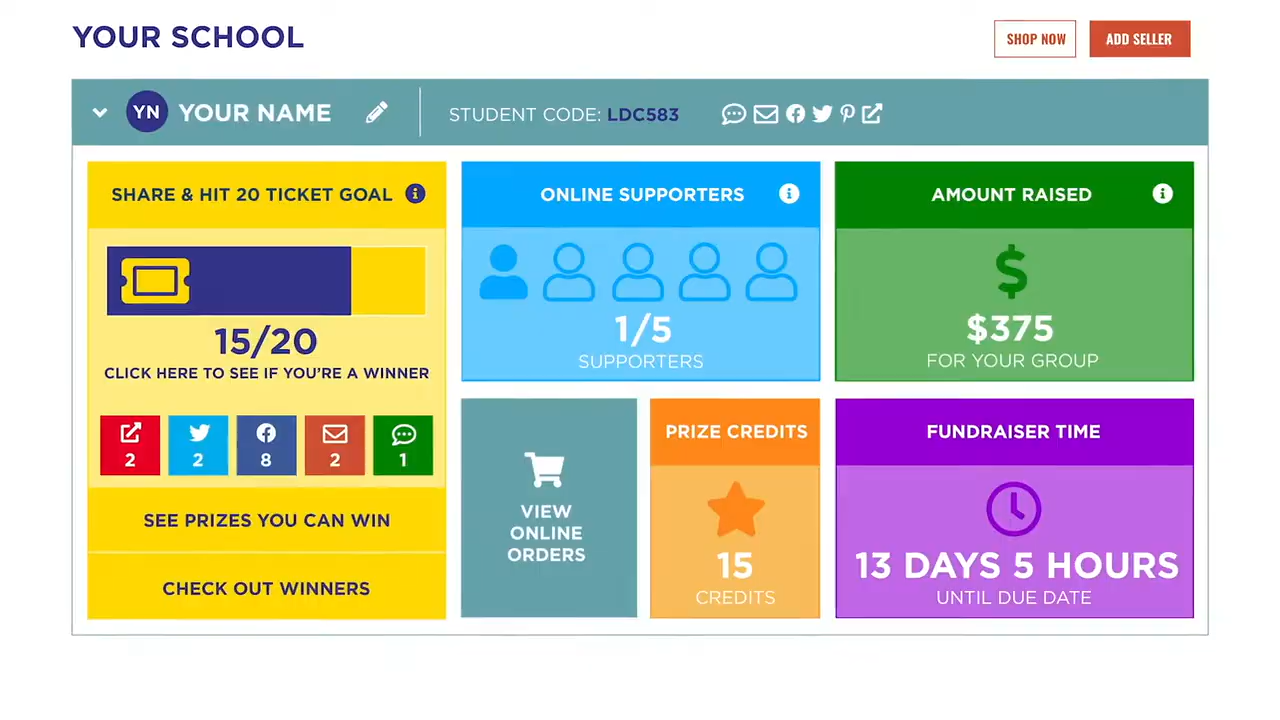 YOUR SCHOOL
SHOP NOW
ADD SELLER
YN
YOUR NAME
STUDENT CODE: LDC583
SHARE & HIT 20 TICKET GOAL
15/20
CLICK HERE TO SEE IF YOU'RE A WINNER
2
2
8
2
1
SEE PRIZES YOU CAN WIN
CHECK OUT WINNERS
ONLINE SUPPORTERS
1/5
SUPPORTERS
AMOUNT RAISED
$
$375
FOR YOUR GROUP
VIEW
ONLINE
ORDERS
PRIZE CREDITS
15
CREDITS
FUNDRAISER TIME
13 DAYS 5 HOURS
UNTIL DUE DATE